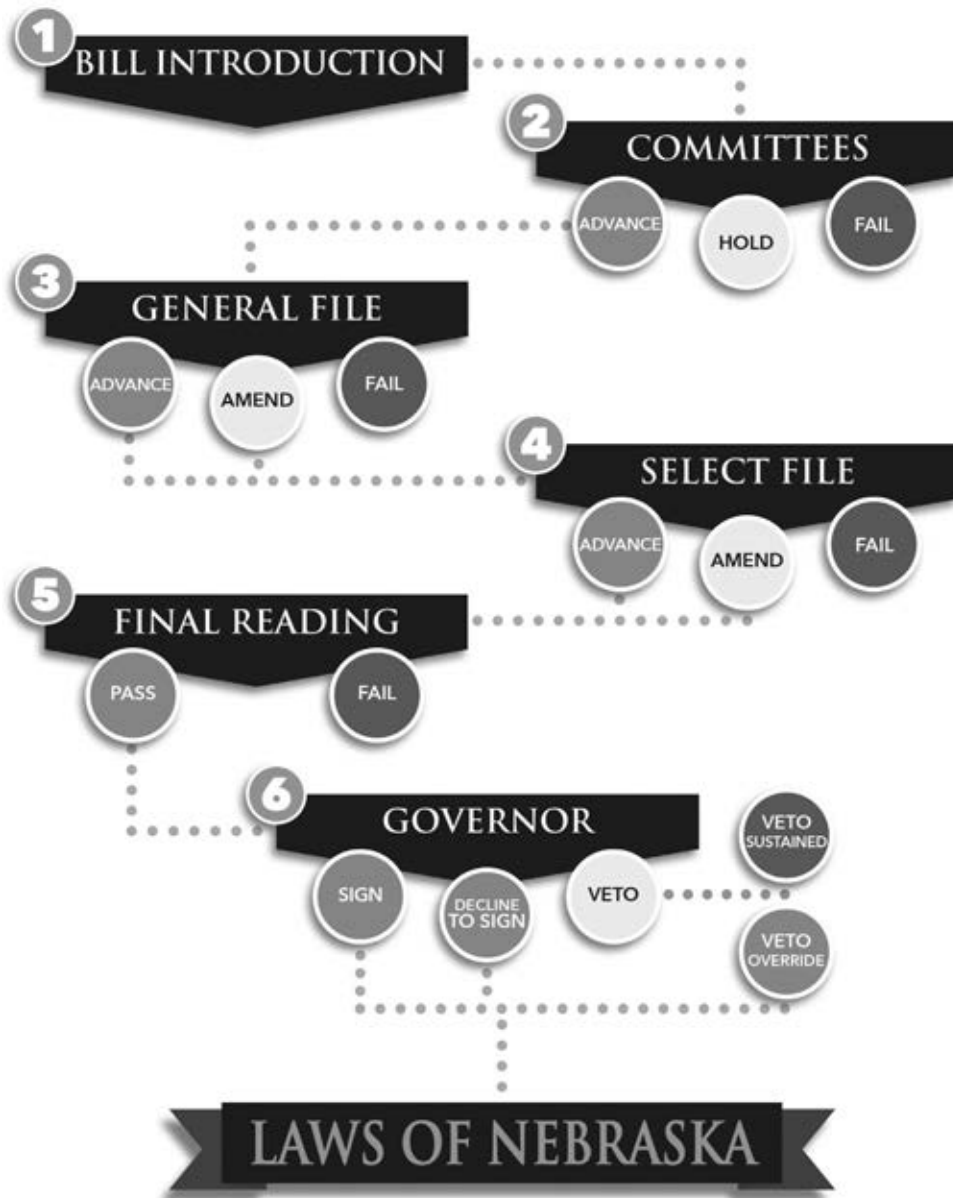 1
BILL INTRODUCTION
2
COMMITTEES
ADVANCE
HOLD
FAIL
3
GENERAL FILE
ADVANCE
AMEND
FAIL
4
SELECT FILE
ADVANCE
AMEND
FAIL
5
FINAL READING
PASS
FAIL
6
GOVERNOR
SIGN
DECLINE
TO SIGN
VETO
VETO
SUSTAINED
VETO
OVERRIDE
LAWS OF NEBRASKA